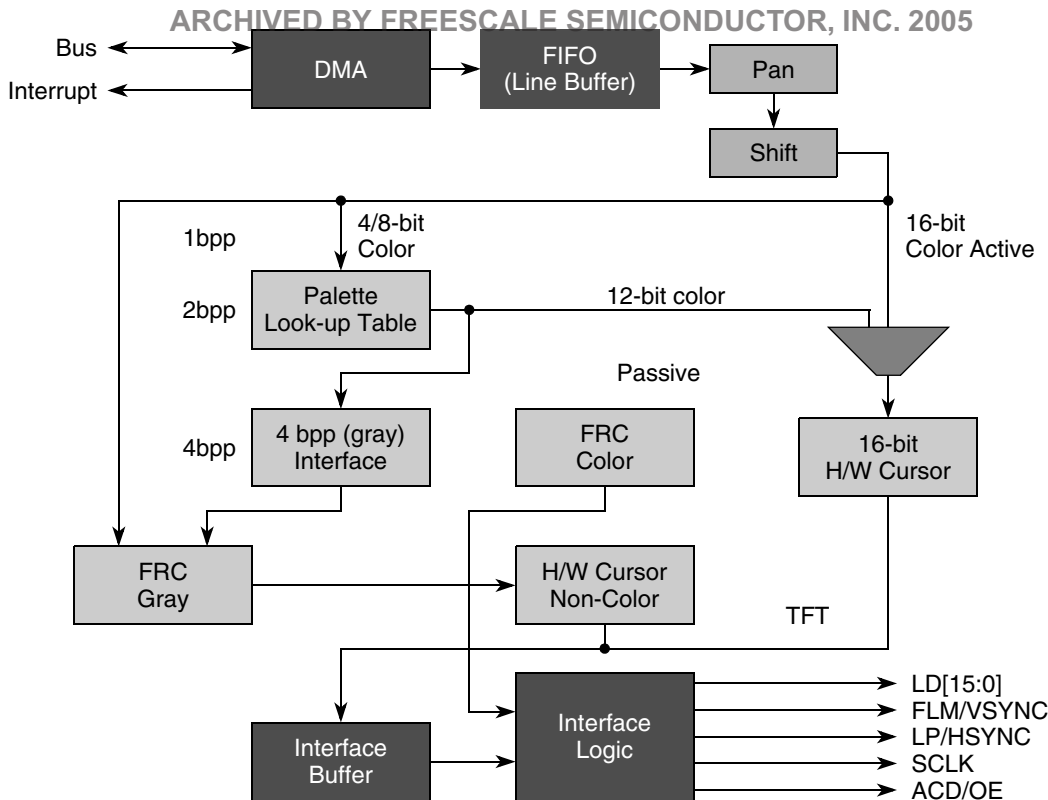 ARCHIVED BY FREESCALE SEMICONDUCTOR, INC. 2005
Bus
Interrupt
DMA
FIFO
(Line Buffer)
Pan
Shift
1bpp
4/8-bit
Color
16-bit
Color Active
2bpp
Palette
Look-up Table
12-bit color
Passive
4bpp
4 bpp (gray)
Interface
FRC
Color
16-bit
H/W Cursor
FRC
Gray
H/W Cursor
Non-Color
TFT
Interface
Buffer
Interface
Logic
LD[15:0]
FLM/VSYNC
LP/HSYNC
SCLK
ACD/OE